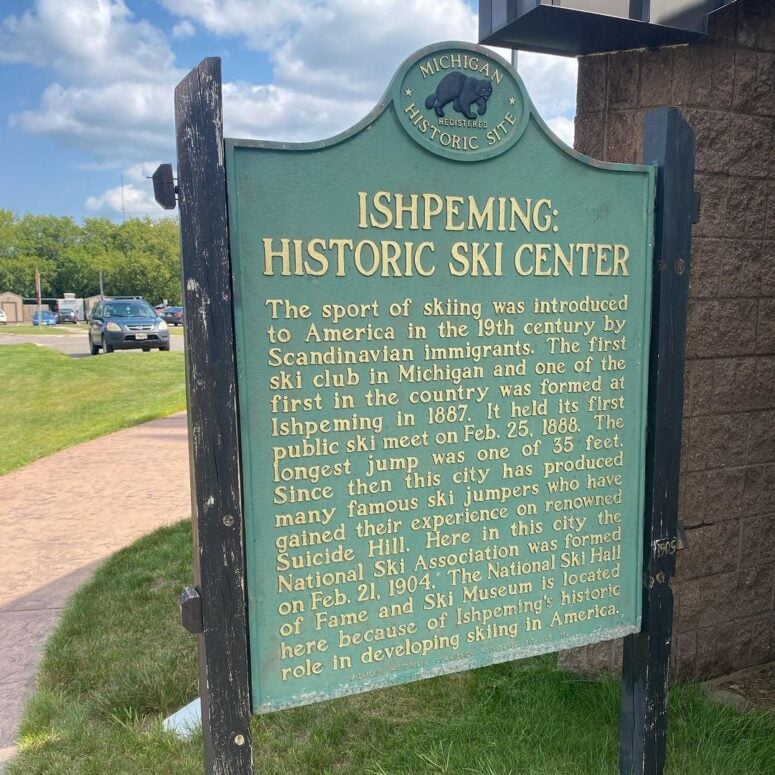 MICHIGAN
REGISTERED
HISTORIC SITE
ISHPEMING:
HISTORIC SKI CENTER
The sport of skiing was introduced
to America in the 19th century by
Scandinavian immigrants. The first
ski club in Michigan and one of the
first in the country was formed at
Ishpeming in 1887. It held its first
public ski meet on Feb. 25, 1888. The
longest jump was one of 35 feet.
Since then this city has produced
many famous ski jumpers who have
gained their experience on renowned
Suicide Hill. Here in this city the
National Ski Association was formed
on Feb. 21, 1904. The National Ski Hall
of Fame and Ski Museum is located
here because of Ishpeming's historic
role in developing skiing in America.
MICHIGAN HISTORICAL COMMISSION